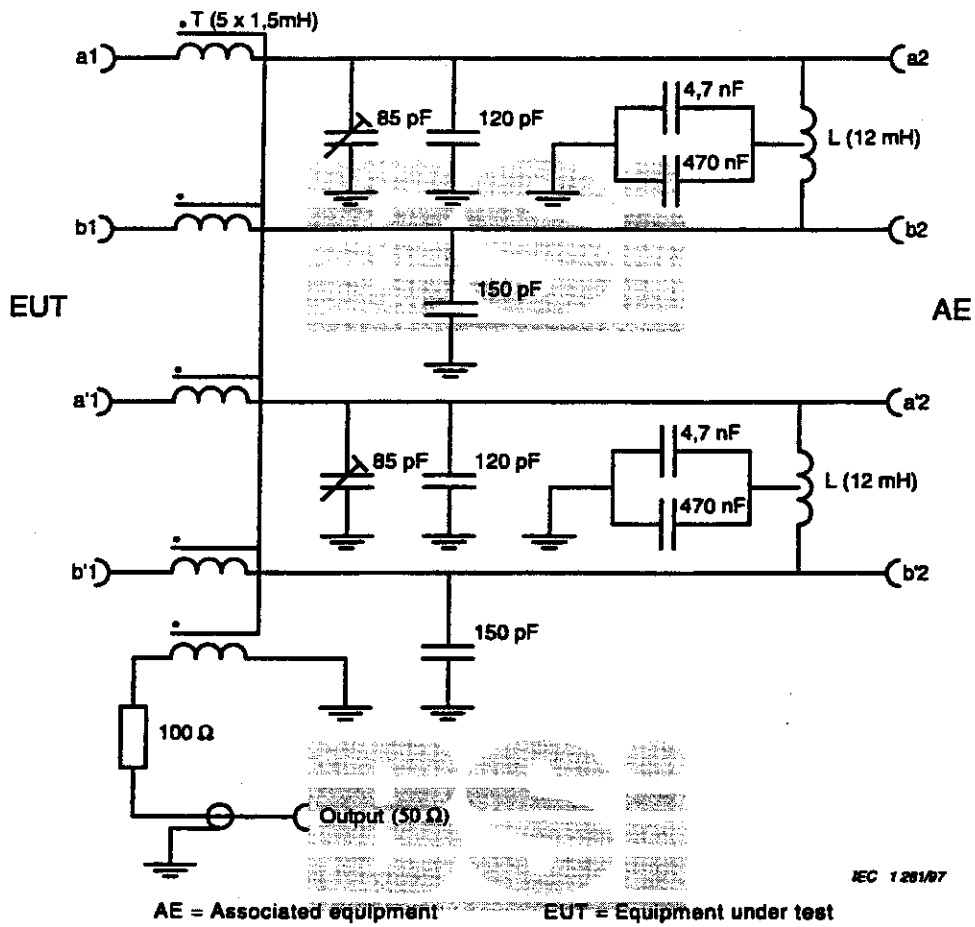 T (5 x 1,5mH)
a1
a2
85 pF
120 pF
4,7 nF
470 nF
L (12 mH)
b1
b2
150 pF
EUT
AE
a'1
a'2
85 pF
120 pF
4,7 nF
470 nF
L (12 mH)
b'1
b'2
150 pF
100 Ω
Output (50 Ω)
BSI
IEC 1 281/97
AE = Associated equipment
EUT = Equipment under test